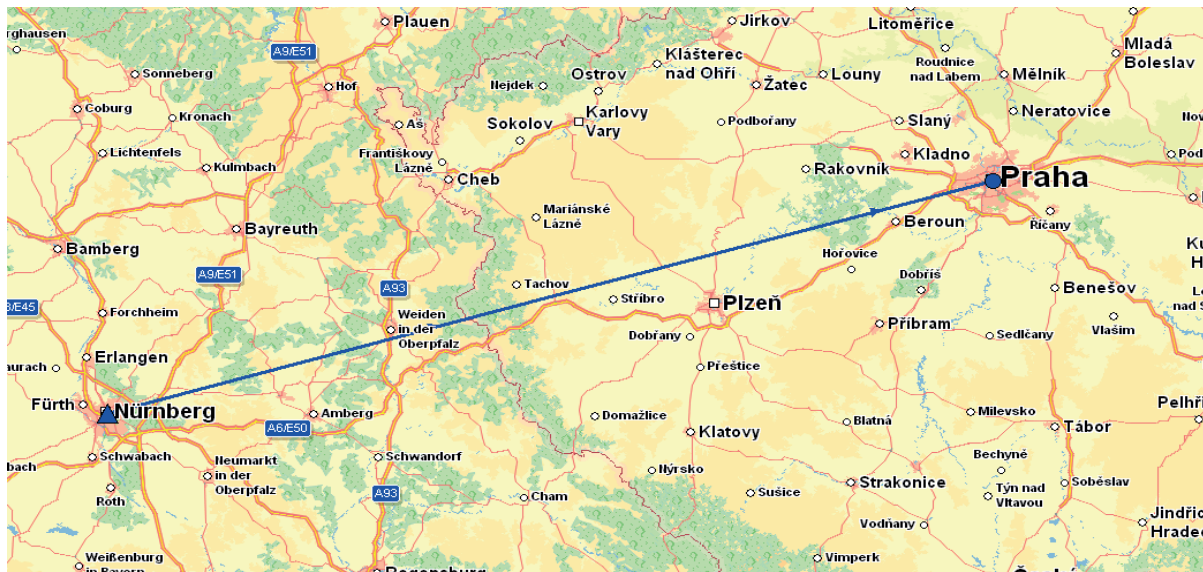 Plauen
Jirkov
Litoměřice
Mladá
Boleslav
A9/E51
Roudnice
nad Labem
Klášterec
nad Ohří
Sonneberg
Ostrov
Louny
Mělník
Hof
Nejdek
Žatec
Coburg
Kronach
Karlovy
Vary
Neratovice
Aš
Sokolov
Podbořany
Slaný
Lichtenfels
Kulmbach
Františkovy
Lázně
Cheb
Kladno
Rakovník
Praha
Mariánské
Lázně
Beroun
Říčany
Bayreuth
Bamberg
Hořovice
A9/E51
A93
Tachov
Stříbro
Plzeň
Dobříš
Benešov
Forchheim
Weiden
in der
Oberpfalz
Příbram
Sedlčany
Vlašim
Dobřany
Erlangen
Přeštice
Fürth
Nürnberg
Amberg
A6/E50
Domažlice
Blatná
Milevsko
Klatovy
Tábor
Schwabach
Neumarkt
in der
Oberpfalz
Schwandorf
Bechyně
Nýrsko
Strakonice
Soběslav
Roth
A93
Cham
Sušice
Týn nad
Vltavou
Vodňany
Jindřic
Hradec
Weißenburg
in Bayern
Vimperk
Regensburg